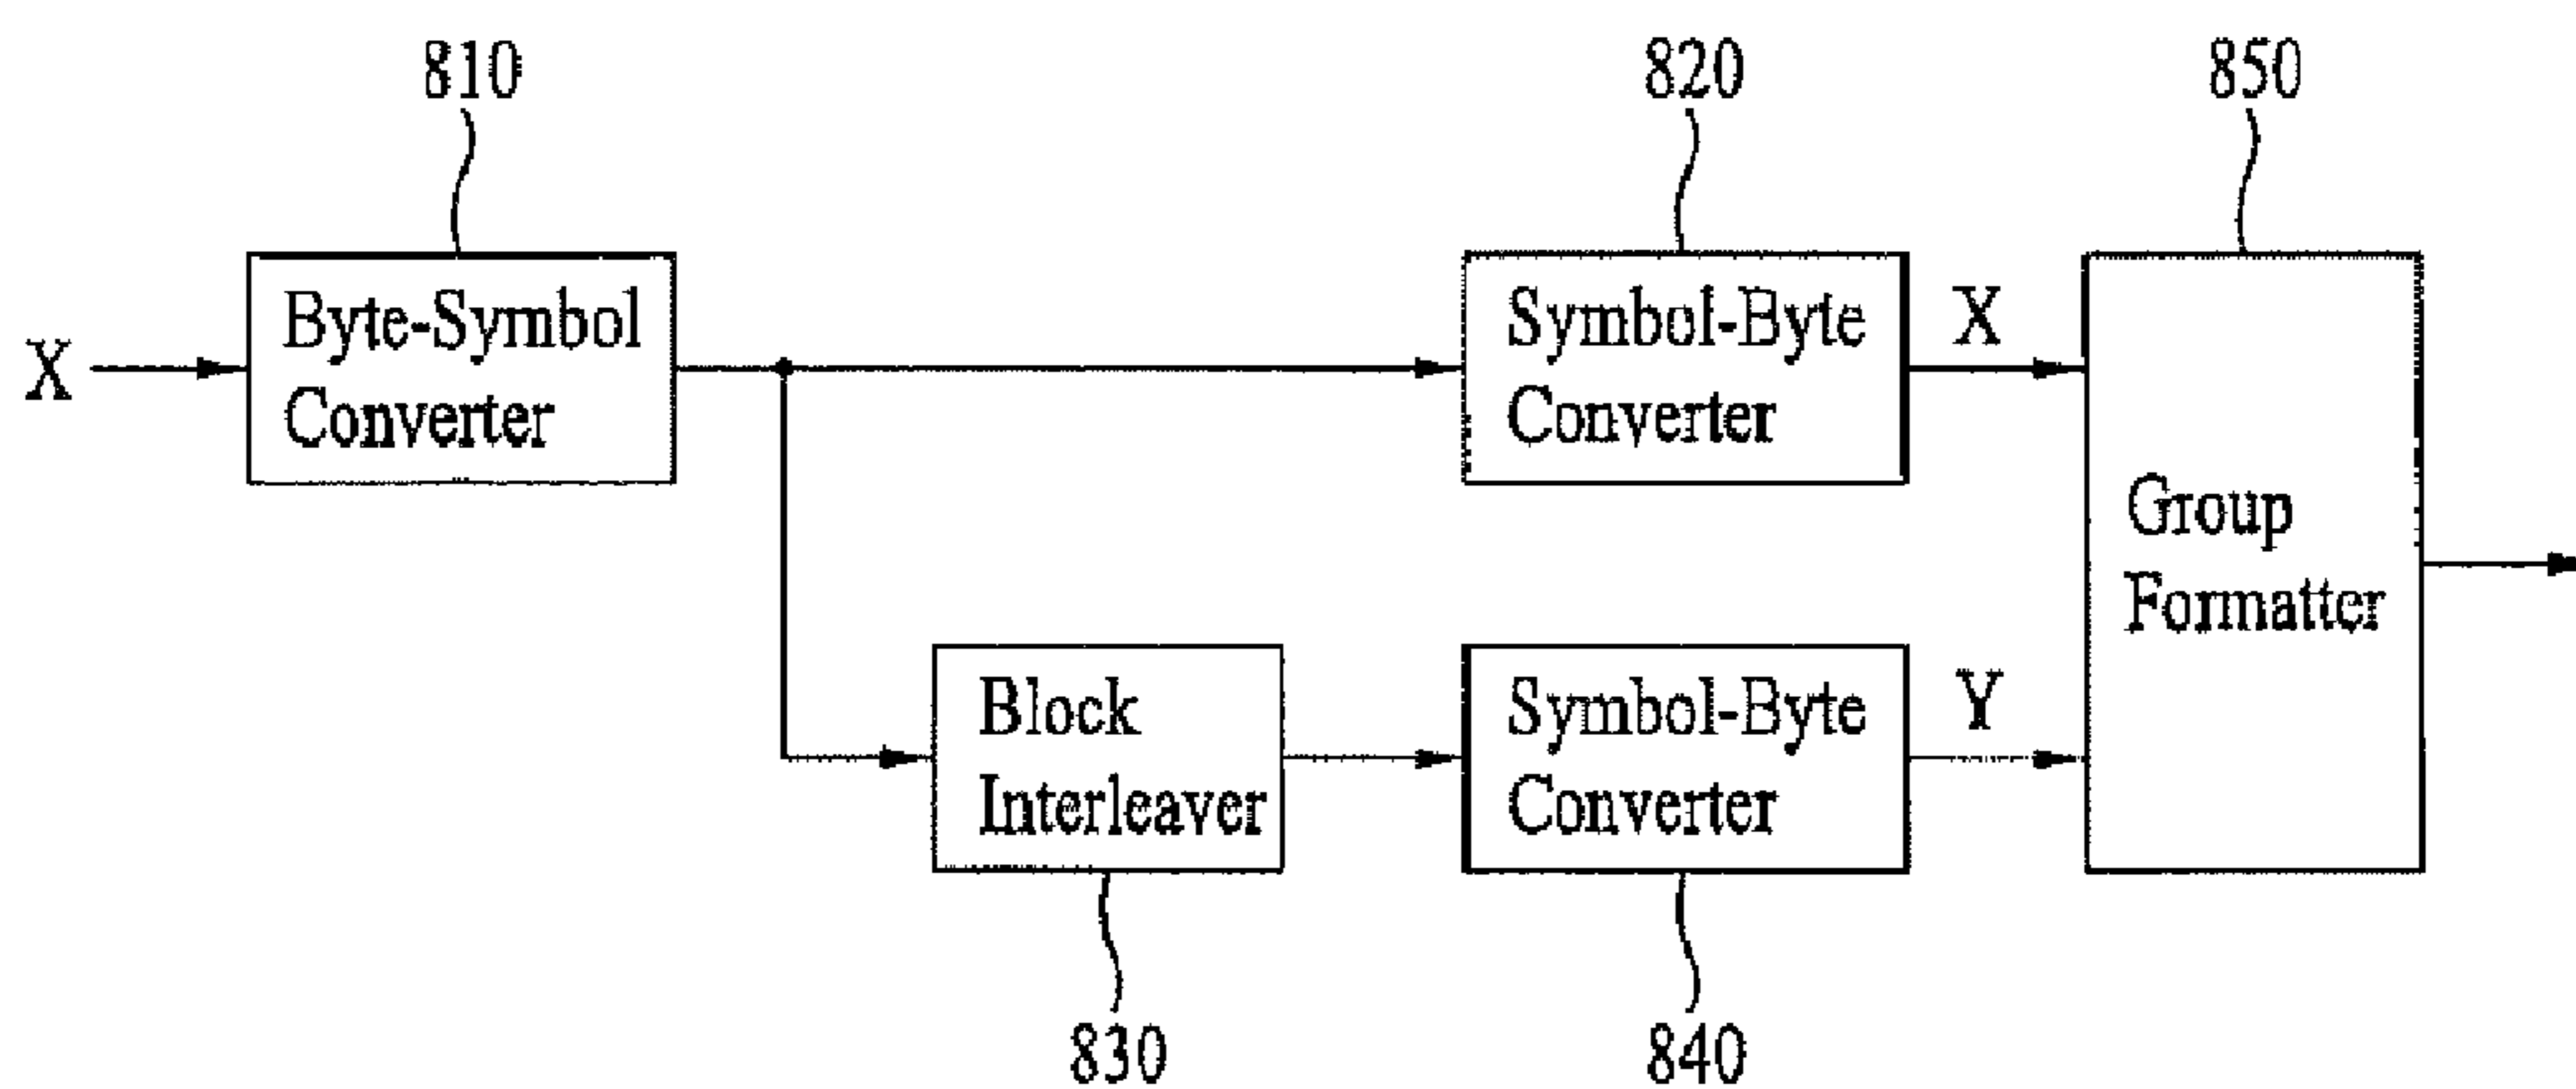 810
820
850
X
Byte-Symbol
Converter
Symbol-Byte
Converter
X
Group
Formatter
Block
Interleaver
Symbol-Byte
Converter
Y
830
840